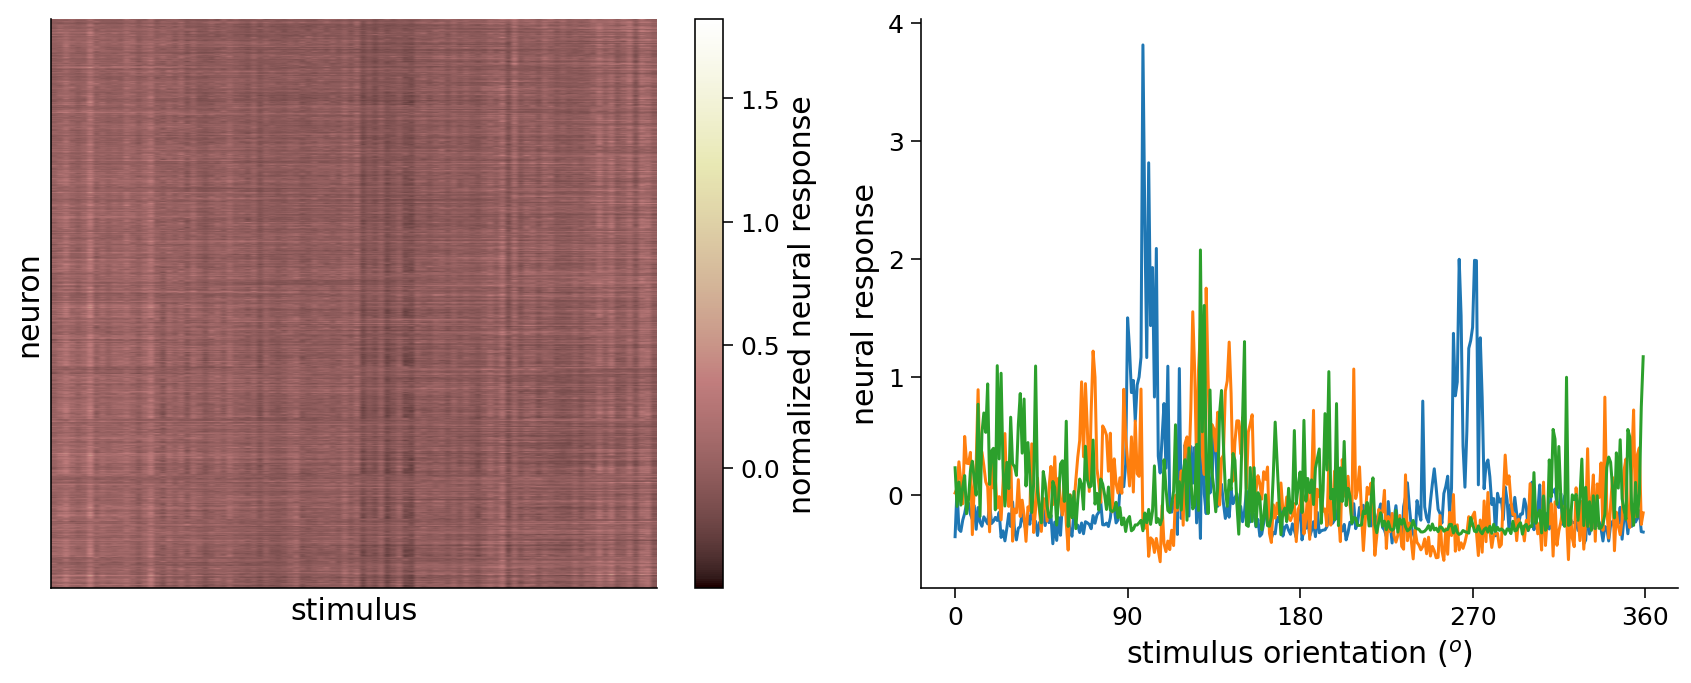 neuron
stimulus
1.5
1.0
0.5
0.0
normalized neural response
neural response
4
3
2
1
0
0 90 180 270 360
stimulus orientation (°)